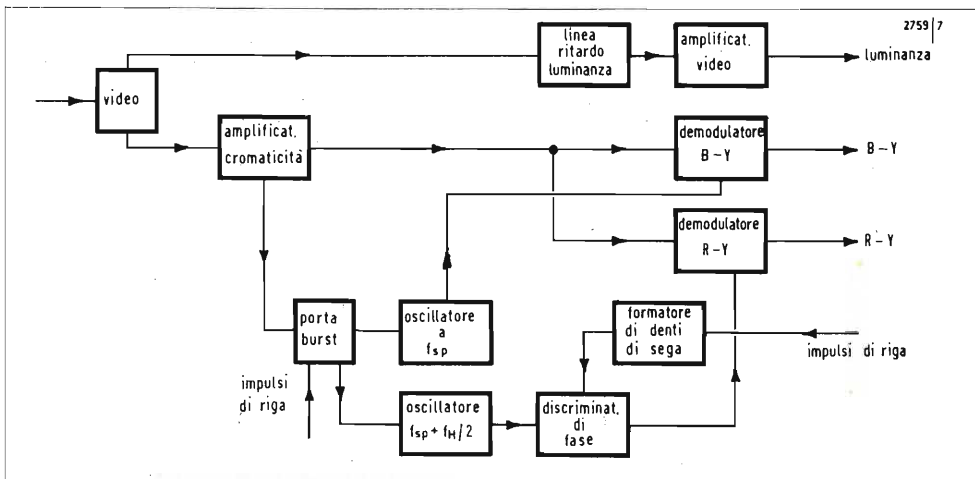 2759/7
linea
ritardo
luminanza
amplificat.
video
luminanza
video
amplificat.
cromaticità
demodulatore
B-Y
B-Y
demodulatore
R-Y
R-Y
porta
burst
oscillatore
a
fsp
formatore
di denti
di sega
impulsi di riga
impulsi
di riga
oscillatore
fsp + fH/2
discriminat.
di
fase